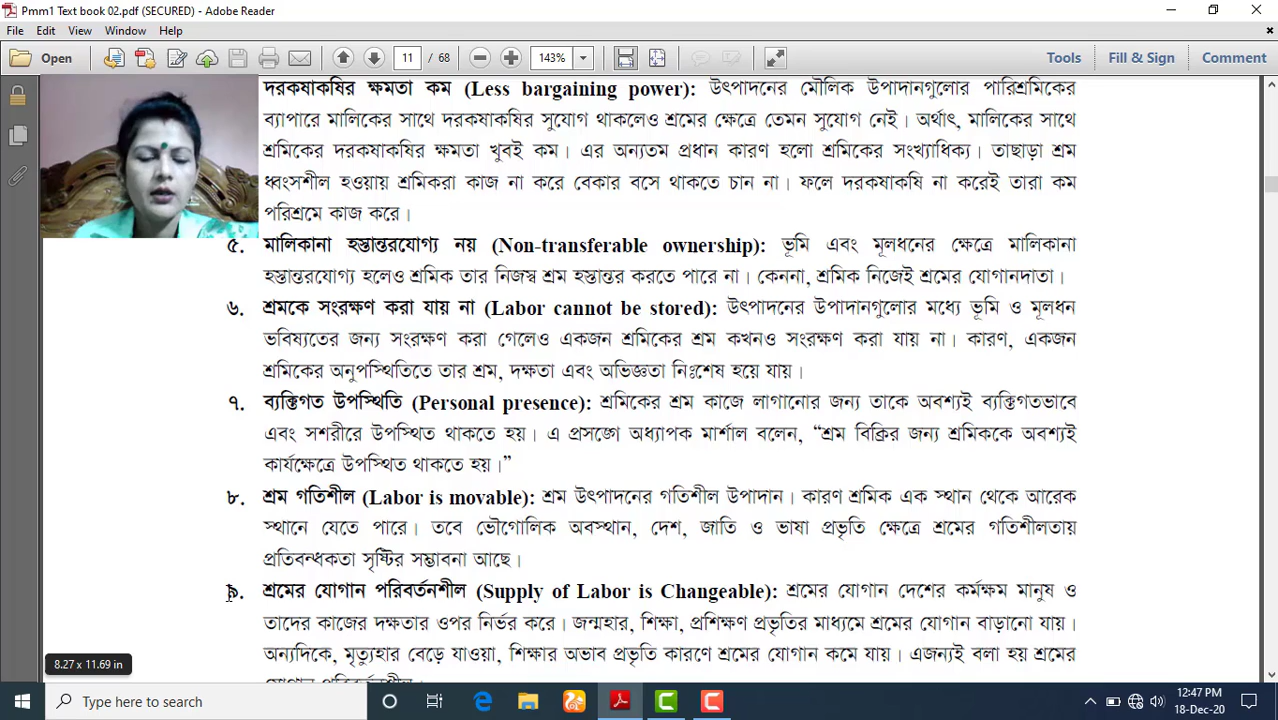 Pmm1 Text book 02.pdf (SECURED) - Adobe Reader
File Edit View Window Help
Open 11 / 68 143% Tools Fill & Sign Comment
দরকষাকষির ক্ষমতা কম (Less bargaining power): উৎপাদনের মৌলিক উপাদানগুলোর পারিশ্রমিকের
ব্যাপারে মালিকের সাথে দরকষাকষির সুযোগ থাকলেও শ্রমের ক্ষেত্রে তেমন সুযোগ নেই। অর্থাৎ, মালিকের সাথে
শ্রমিকের দরকষাকষির ক্ষমতা খুবই কম। এর অন্যতম প্রধান কারণ হলো শ্রমিকের সংখ্যাধিক্য। তাছাড়া শ্রম
ধ্বংসশীল হওয়ায় শ্রমিকরা কাজ না করে বেকার বসে থাকতে চান না। ফলে দরকষাকষি না করেই তারা কম
পরিশ্রমে কাজ করে।
৫. মালিকানা হস্তান্তরযোগ্য নয় (Non-transferable ownership): ভূমি এবং মূলধনের ক্ষেত্রে মালিকানা
হস্তান্তরযোগ্য হলেও শ্রমিক তার নিজস্ব শ্রম হস্তান্তর করতে পারে না। কেননা, শ্রমিক নিজেই শ্রমের যোগানদাতা।
৬. শ্রমকে সংরক্ষণ করা যায় না (Labor cannot be stored): উৎপাদনের উপাদানগুলোর মধ্যে ভূমি ও মূলধন
ভবিষ্যতের জন্য সংরক্ষণ করা গেলেও একজন শ্রমিকের শ্রম কখনও সংরক্ষণ করা যায় না। কারণ, একজন
শ্রমিকের অনুপস্থিতিতে তার শ্রম, দক্ষতা এবং অভিজ্ঞতা নিঃশেষ হয়ে যায়।
৭. ব্যক্তিগত উপস্থিতি (Personal presence): শ্রমিকের শ্রম কাজে লাগানোর জন্য তাকে অবশ্যই ব্যক্তিগতভাবে
এবং সশরীরে উপস্থিত থাকতে হয়। এ প্রসঙ্গে অধ্যাপক মার্শাল বলেন, “শ্রম বিক্রির জন্য শ্রমিককে অবশ্যই
কার্যক্ষেত্রে উপস্থিত থাকতে হয়।”
৮. শ্রম গতিশীল (Labor is movable): শ্রম উৎপাদনের গতিশীল উপাদান। কারণ শ্রমিক এক স্থান থেকে আরেক
স্থানে যেতে পারে। তবে ভৌগোলিক অবস্থান, দেশ, জাতি ও ভাষা প্রভৃতি ক্ষেত্রে শ্রমের গতিশীলতায়
প্রতিবন্ধকতা সৃষ্টির সম্ভাবনা আছে।
৯. শ্রমের যোগান পরিবর্তনশীল (Supply of Labor is Changeable): শ্রমের যোগান দেশের কর্মক্ষম মানুষ ও
তাদের কাজের দক্ষতার ওপর নির্ভর করে। জন্মহার, শিক্ষা, প্রশিক্ষণ প্রভৃতির মাধ্যমে শ্রমের যোগান বাড়ানো যায়।
অন্যদিকে, মৃত্যুহার বেড়ে যাওয়া, শিক্ষার অভাব প্রভৃতি কারণে শ্রমের যোগান কমে যায়। এজন্যই বলা হয় শ্রমের
8.27 x 11.69 in
Type here to search
12:47 PM
18-Dec-20